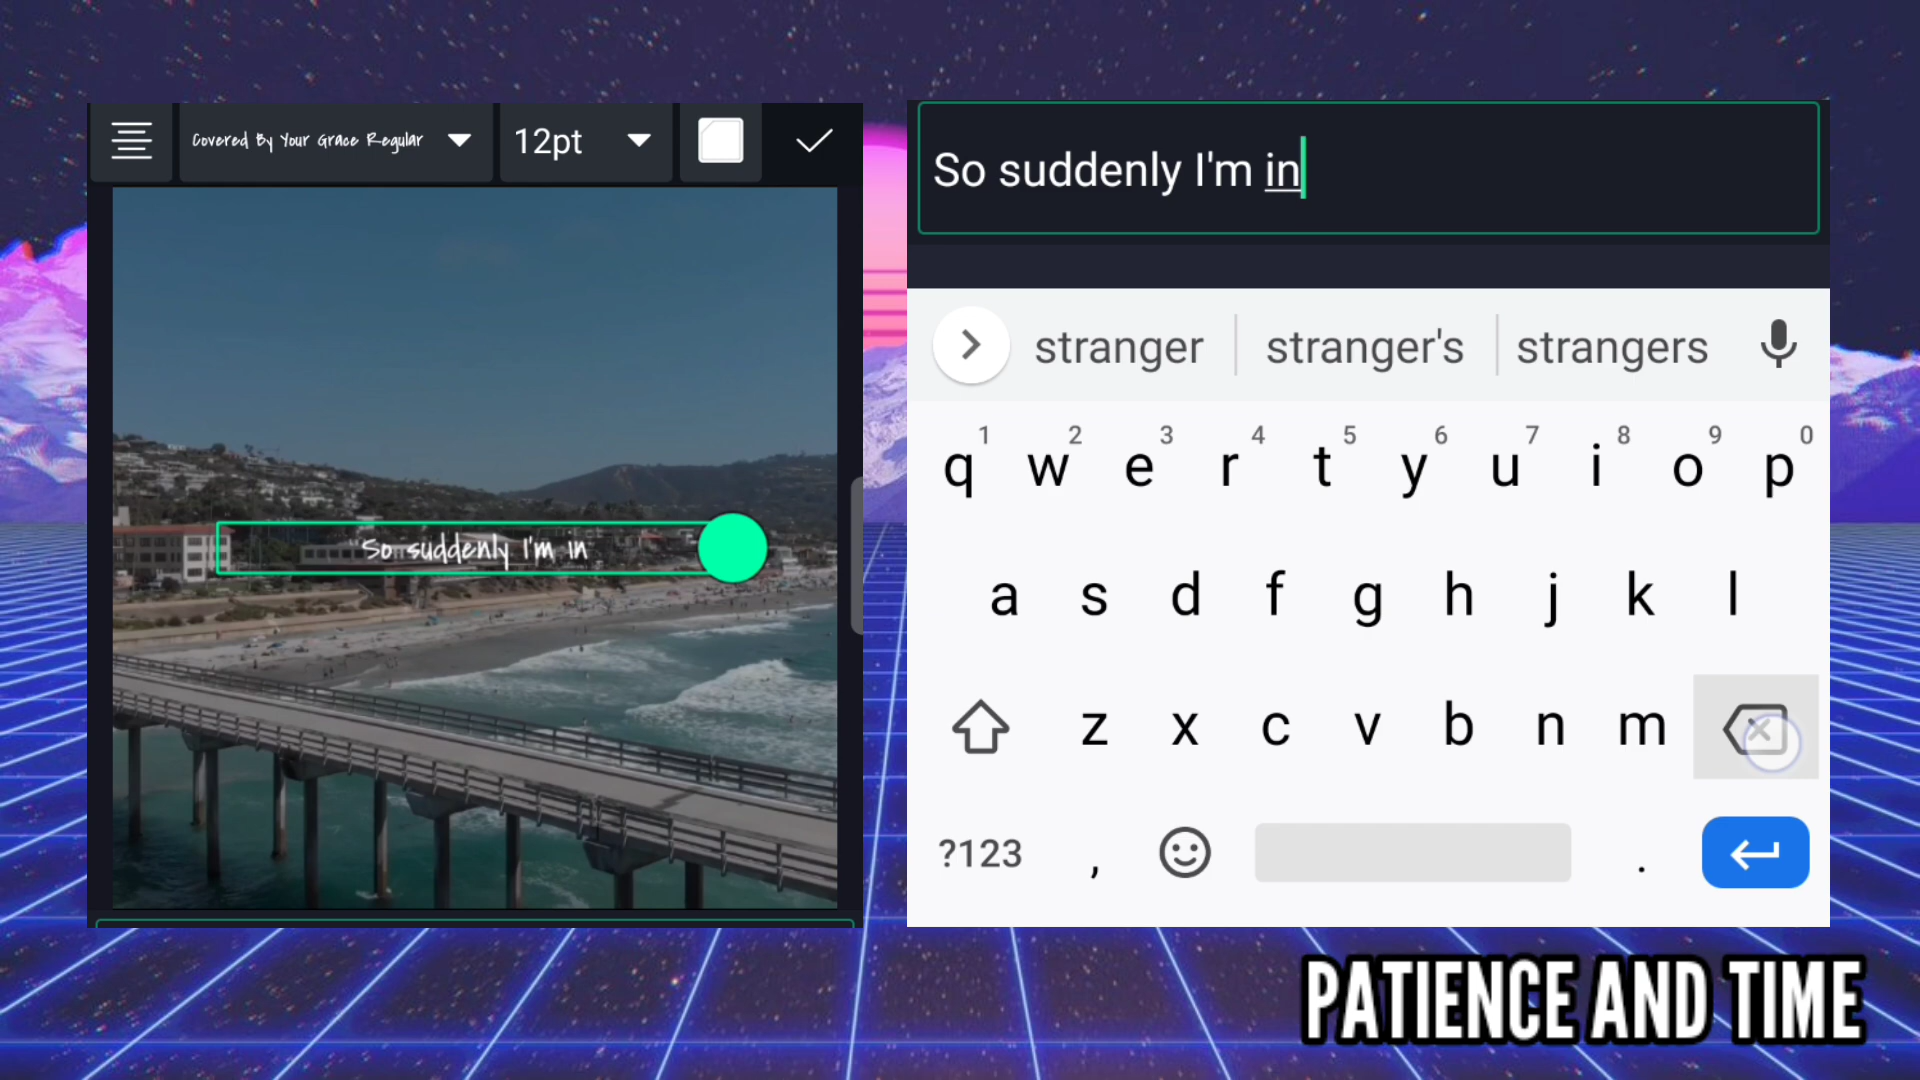 Covered By Your Grace Regular
12pt
So suddenly I'm in
So suddenly I'm in
stranger stranger's strangers
1 2 3 4 5 6 7 8 9 0
q w e r t y u i o p
a s d f g h j k l
z x c v b n m
?123 , .
PATIENCE AND TIME